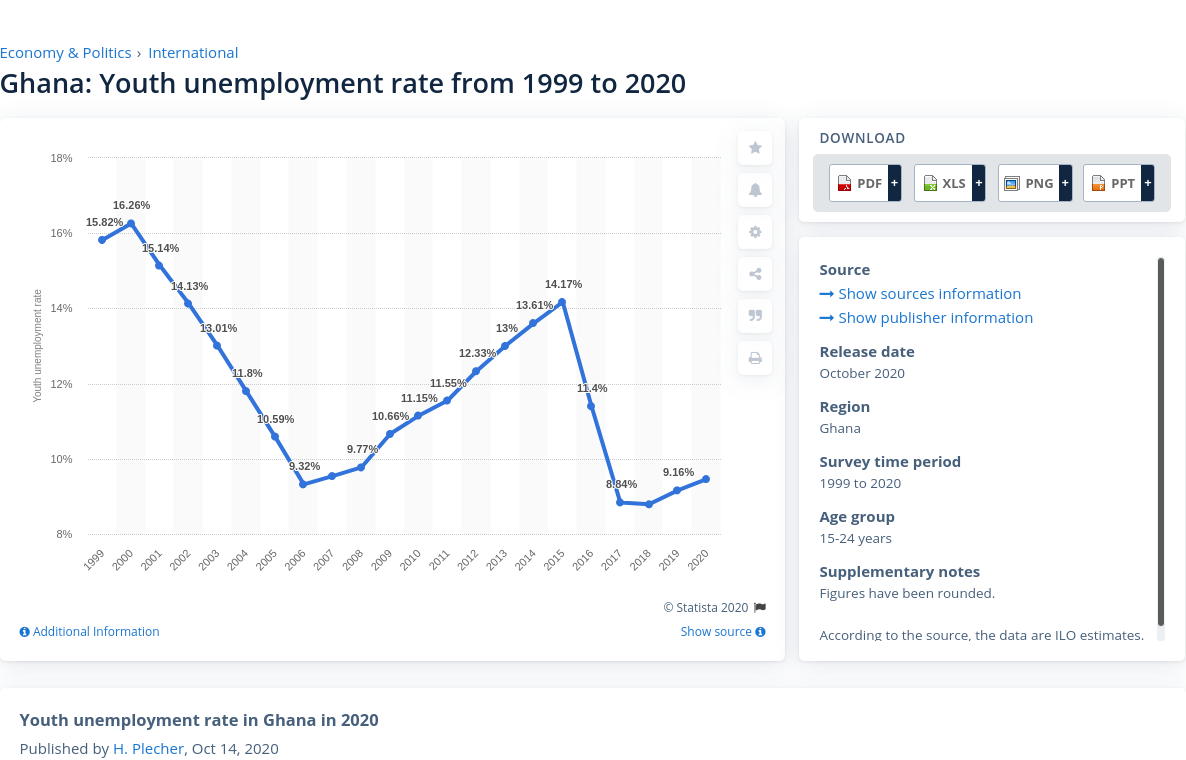 Economy & Politics › International
Ghana: Youth unemployment rate from 1999 to 2020
18%
16%
14%
12%
10%
8%
Youth unemployment rate
15.82%
16.26%
15.14%
14.13%
13.01%
11.8%
10.59%
9.32%
9.77%
10.66%
11.15%
11.55%
12.33%
13%
13.61%
14.17%
11.4%
8.84%
9.16%
1999
2000
2001
2002
2003
2004
2005
2006
2007
2008
2009
2010
2011
2012
2013
2014
2015
2016
2017
2018
2019
2020
© Statista 2020
Additional Information
Show source
DOWNLOAD
PDF +
XLS +
PNG +
PPT +
Source
Show sources information
Show publisher information
Release date
October 2020
Region
Ghana
Survey time period
1999 to 2020
Age group
15-24 years
Supplementary notes
Figures have been rounded.
According to the source, the data are ILO estimates.
Youth unemployment rate in Ghana in 2020
Published by H. Plecher, Oct 14, 2020